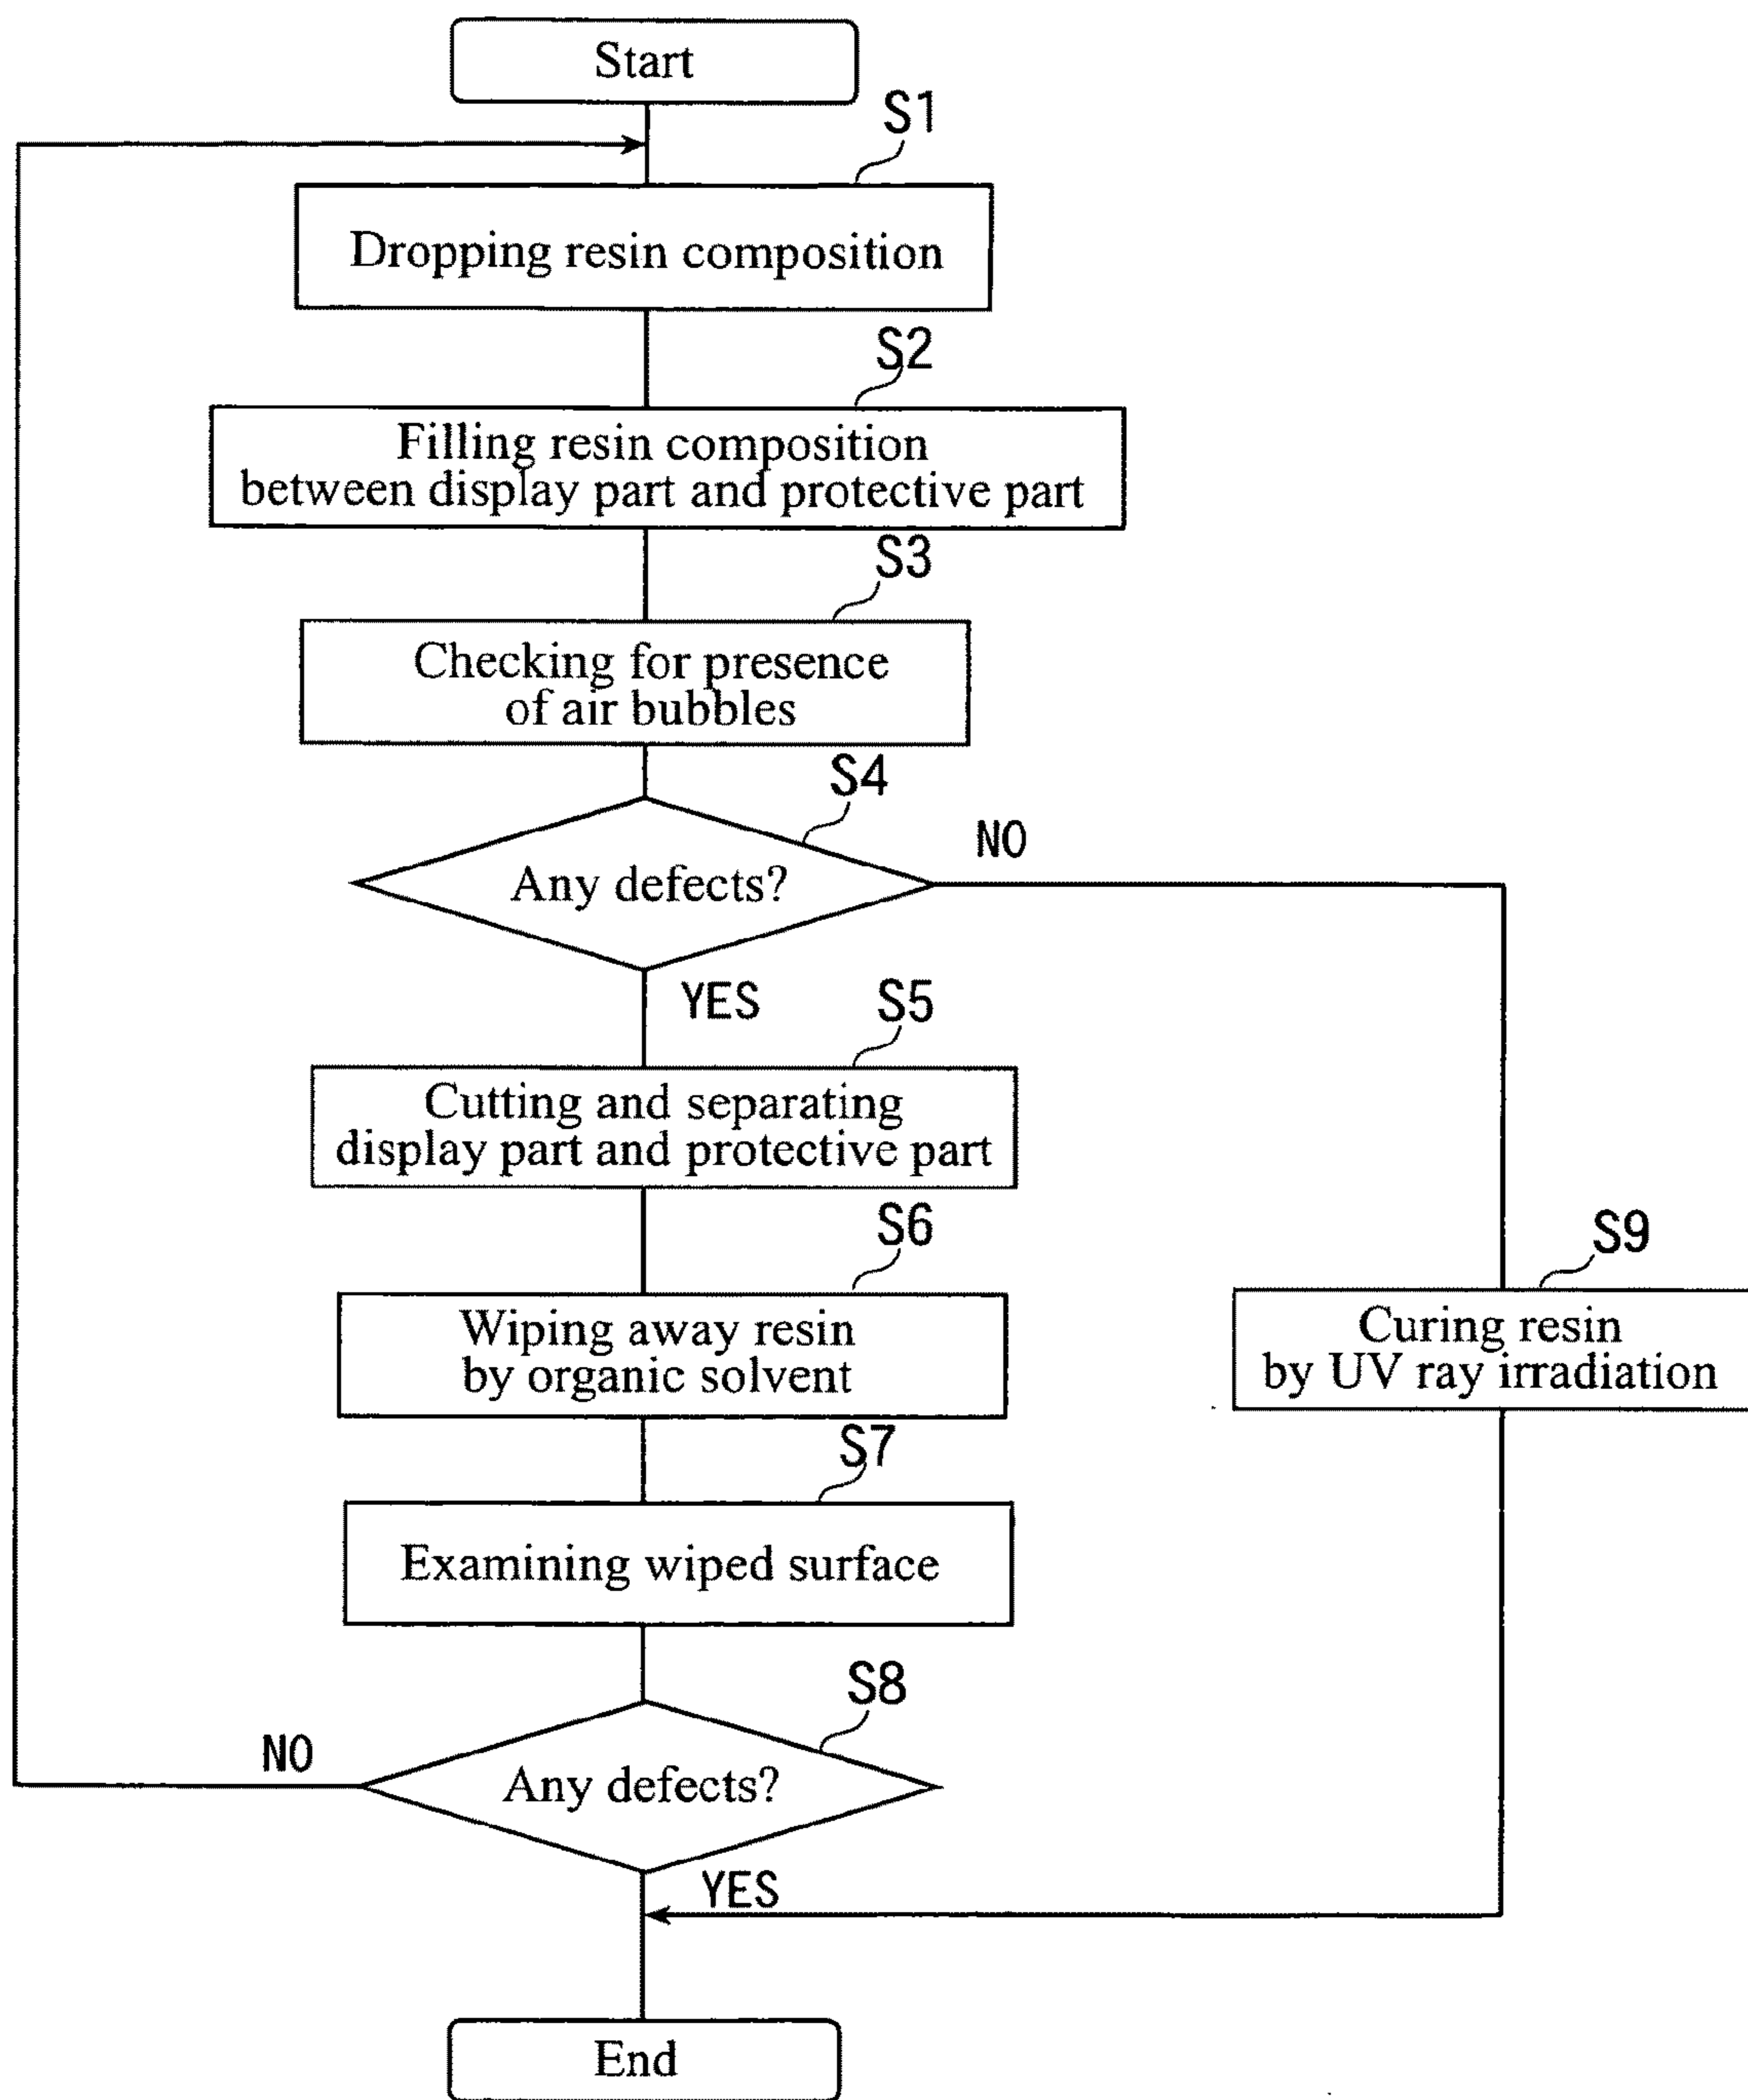 Start
S1
Dropping resin composition
S2
Filling resin composition
between display part and protective part
S3
Checking for presence
of air bubbles
S4
NO
Any defects?
YES
S5
Cutting and separating
display part and protective part
S6
Wiping away resin
by organic solvent
S9
Curing resin
by UV ray irradiation
S7
Examining wiped surface
S8
NO
Any defects?
YES
End